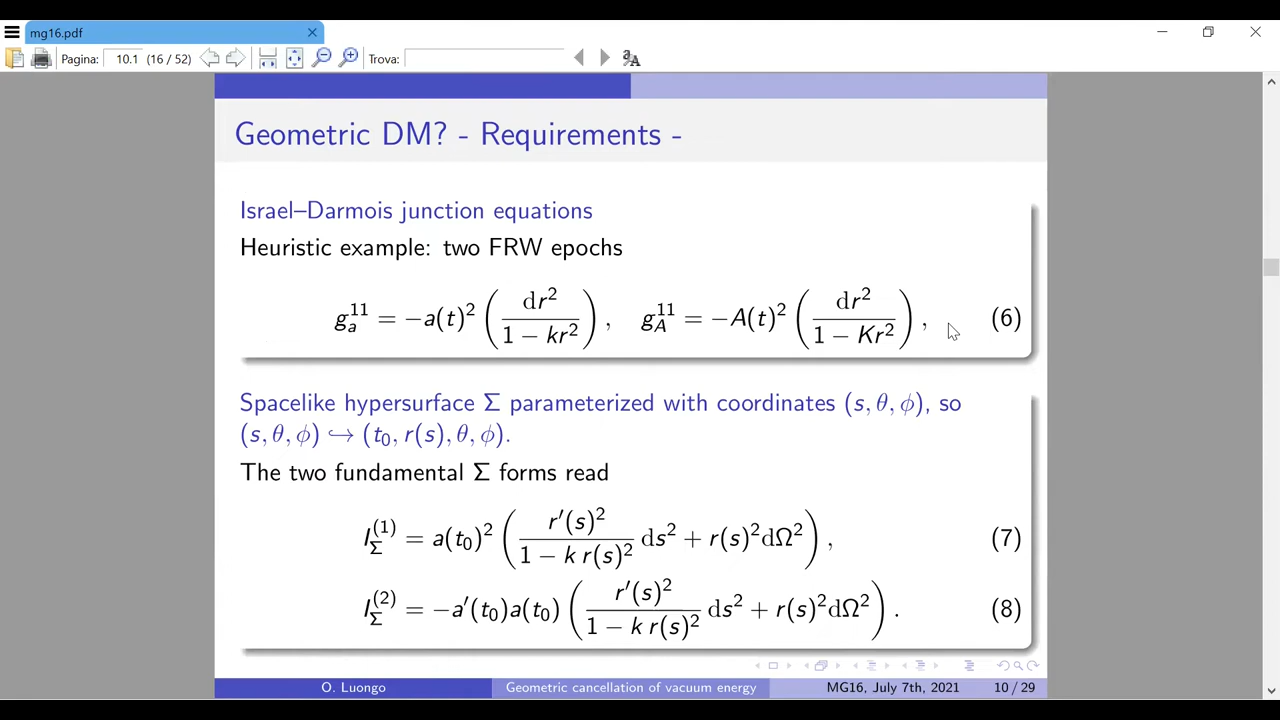 mg16.pdf
Pagina: 10.1 (16 / 52) Trova:
Geometric DM? - Requirements -
Israel–Darmois junction equations
Heuristic example: two FRW epochs
g_a^{11} = −a(t)^2 ( dr^2 / (1 − kr^2) ) , g_A^{11} = −A(t)^2 ( dr^2 / (1 − Kr^2) ) , (6)
Spacelike hypersurface Σ parameterized with coordinates (s, θ, φ), so
(s, θ, φ) ↪ (t_0, r(s), θ, φ).
The two fundamental Σ forms read
I_Σ^{(1)} = a(t_0)^2 ( r′(s)^2 / (1 − k r(s)^2) ds^2 + r(s)^2 dΩ^2 ) , (7)
I_Σ^{(2)} = −a′(t_0)a(t_0) ( r′(s)^2 / (1 − k r(s)^2) ds^2 + r(s)^2 dΩ^2 ) . (8)
O. Luongo Geometric cancellation of vacuum energy MG16, July 7th, 2021 10 / 29